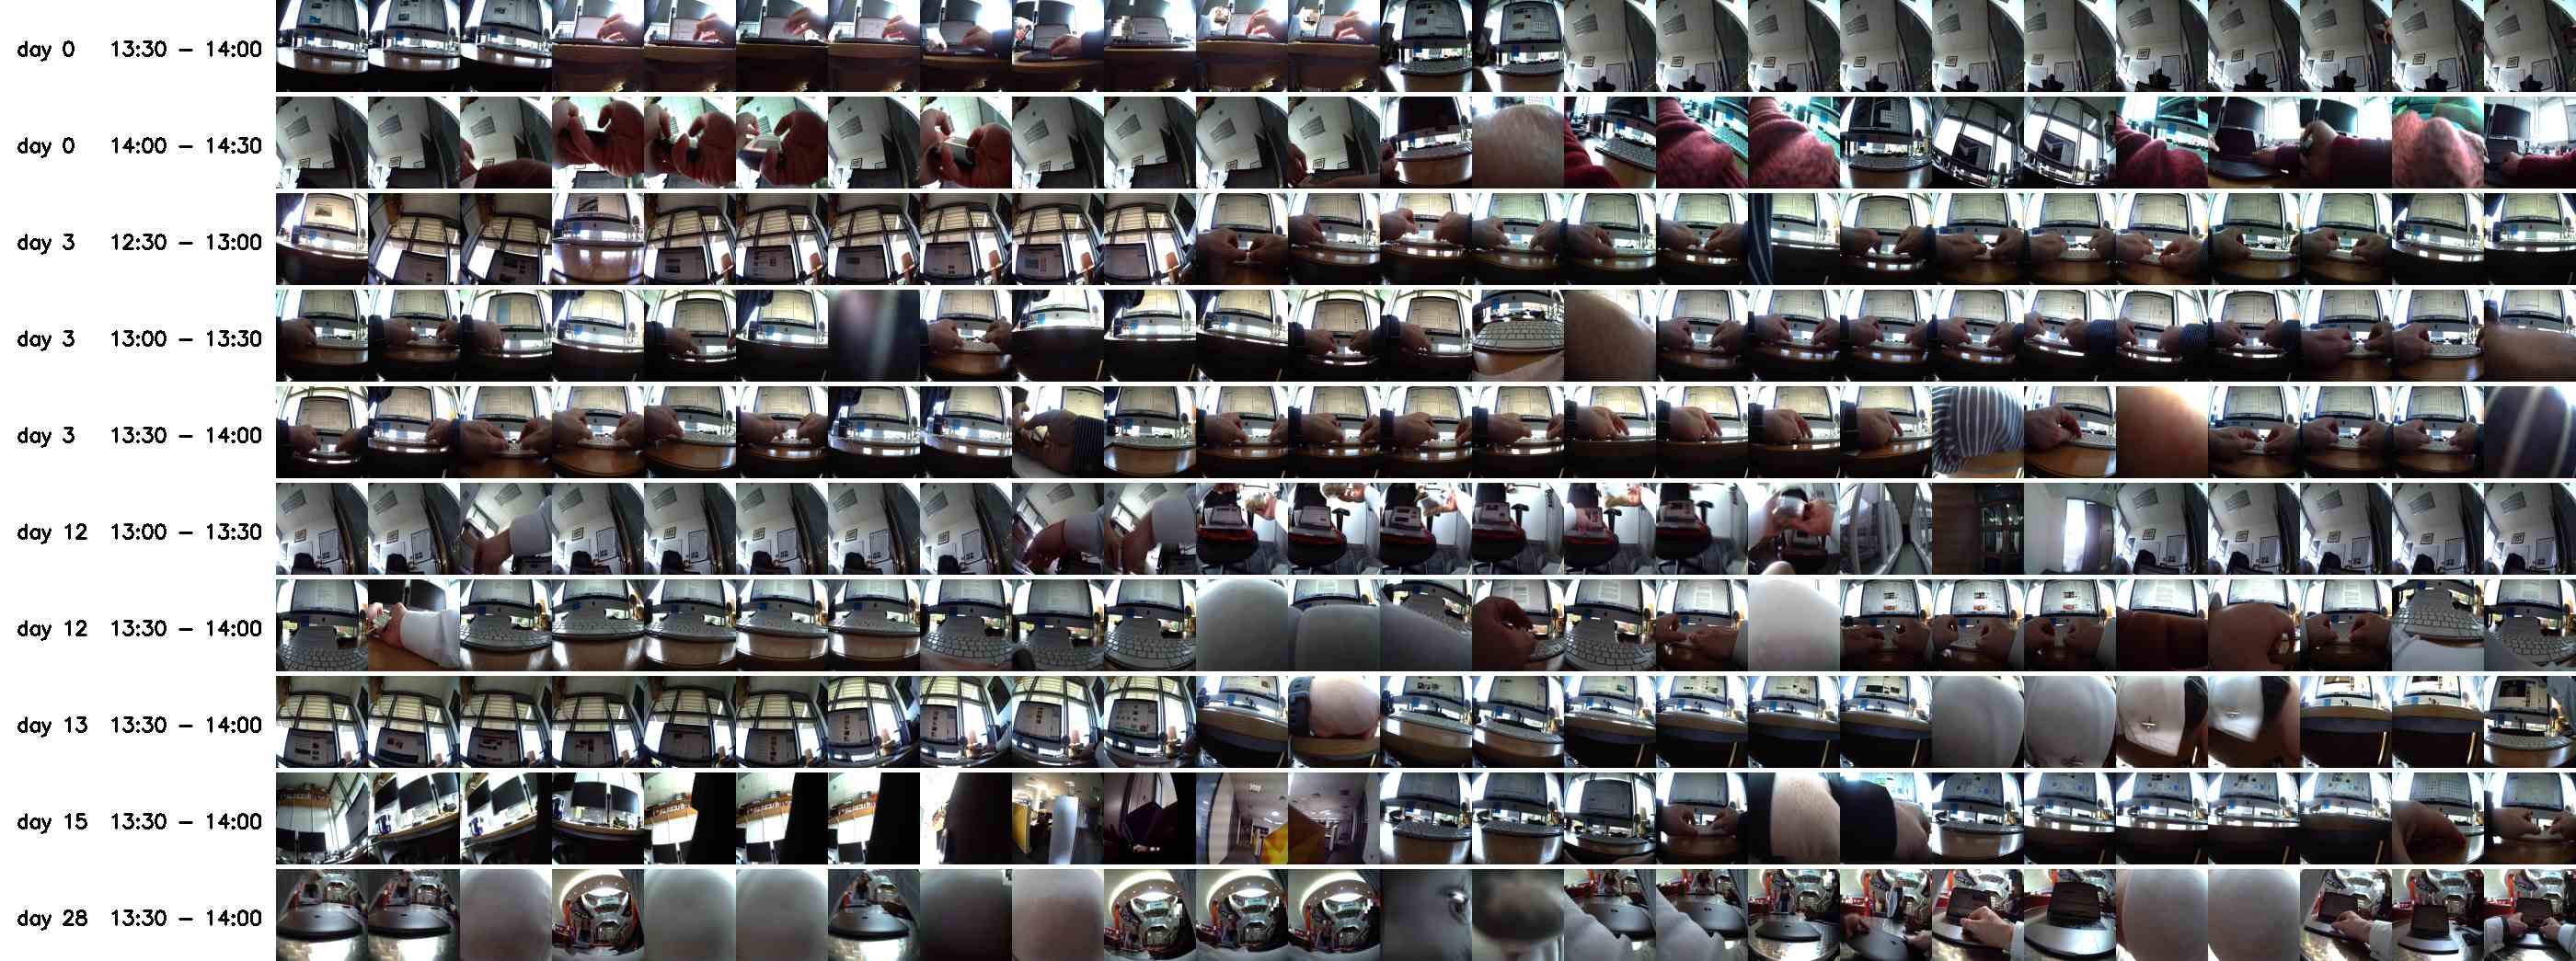 day 0 13:30 – 14:00
day 0 14:00 – 14:30
day 3 12:30 – 13:00
day 3 13:00 – 13:30
day 3 13:30 – 14:00
day 12 13:00 – 13:30
day 12 13:30 – 14:00
day 13 13:30 – 14:00
day 15 13:30 – 14:00
day 28 13:30 – 14:00